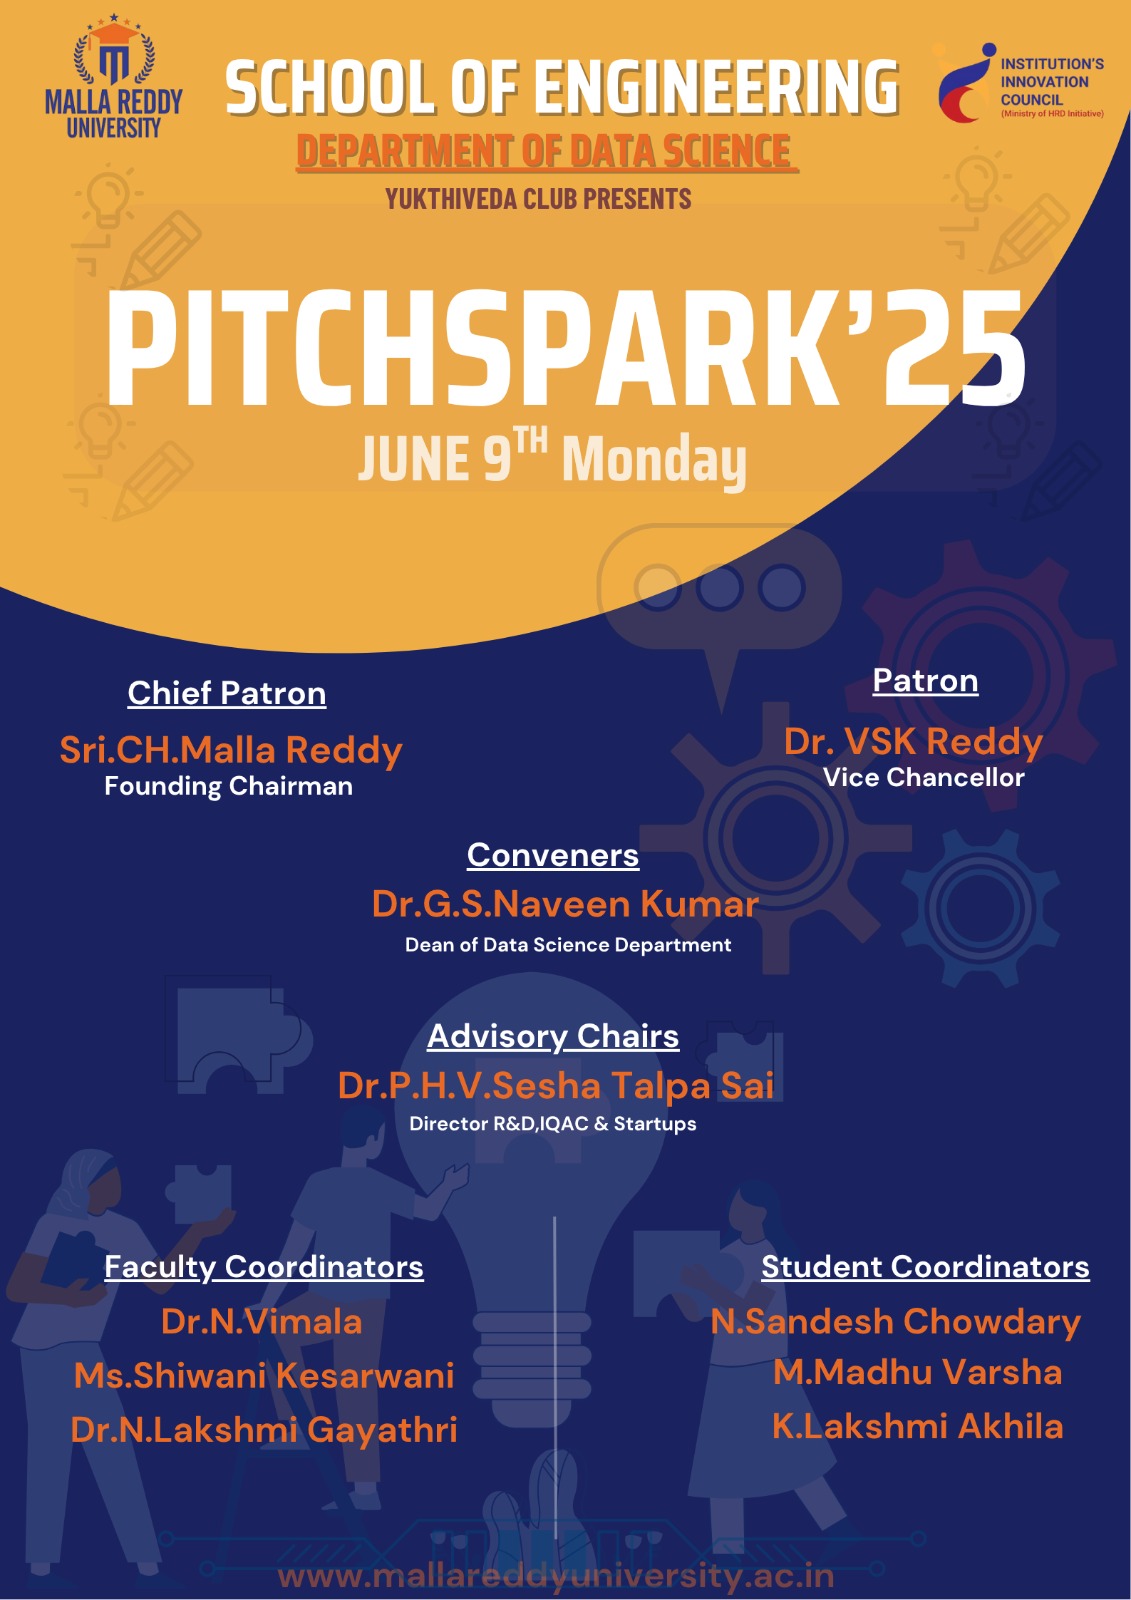 MALLA REDDY
UNIVERSITY
SCHOOL OF ENGINEERING
INSTITUTION'S
INNOVATION
COUNCIL
(Ministry of HRD Initiative)
DEPARTMENT OF DATA SCIENCE
YUKTHIVEDA CLUB PRESENTS
PITCHSPARK’25
JUNE 9TH Monday
Chief Patron
Sri.CH.Malla Reddy
Founding Chairman
Patron
Dr. VSK Reddy
Vice Chancellor
Conveners
Dr.G.S.Naveen Kumar
Dean of Data Science Department
Advisory Chairs
Dr.P.H.V.Sesha Talpa Sai
Director R&D,IQAC & Startups
Faculty Coordinators
Dr.N.Vimala
Ms.Shiwani Kesarwani
Dr.N.Lakshmi Gayathri
Student Coordinators
N.Sandesh Chowdary
M.Madhu Varsha
K.Lakshmi Akhila
www.mallareddyuniversity.ac.in